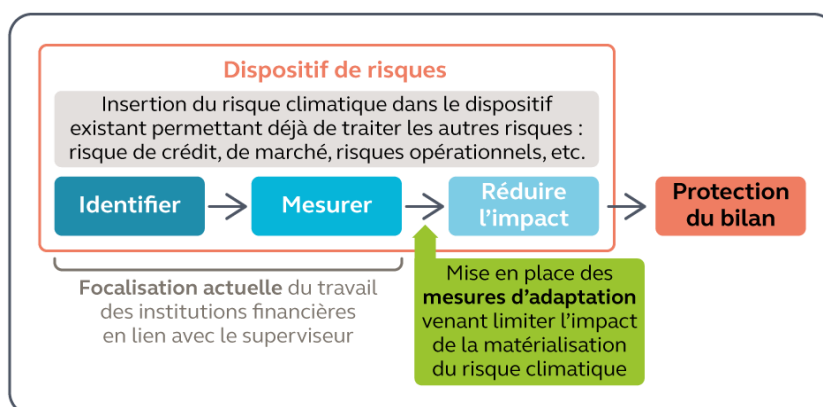 Dispositif de risques
Insertion du risque climatique dans le dispositif
existant permettant déjà de traiter les autres risques :
risque de crédit, de marché, risques opérationnels, etc.
Identifier
Mesurer
Réduire
l’impact
Protection
du bilan
Focalisation actuelle du travail
des institutions financières
en lien avec le superviseur
Mise en place des
mesures d’adaptation
venant limiter l’impact
de la matérialisation
du risque climatique